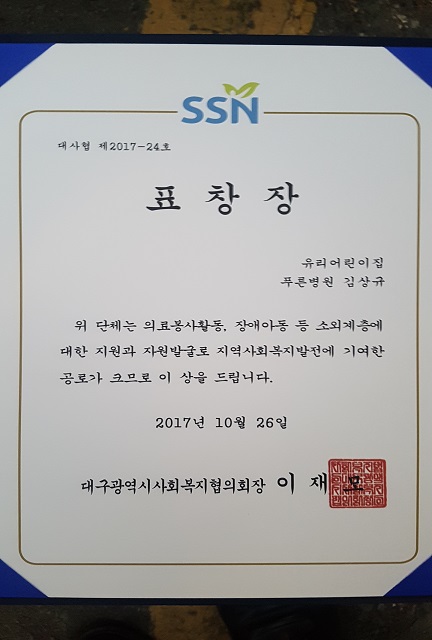 SSN
대사협 제2017-24호
표 창 장
유리어린이집
푸른병원 김상규
위 단체는 의료봉사활동, 장애아동 등 소외계층에
대한 지원과 자원발굴로 지역사회복지발전에 기여한
공로가 크므로 이 상을 드립니다.
2017년 10월 26일
대구광역시사회복지협의회장 이 재 모